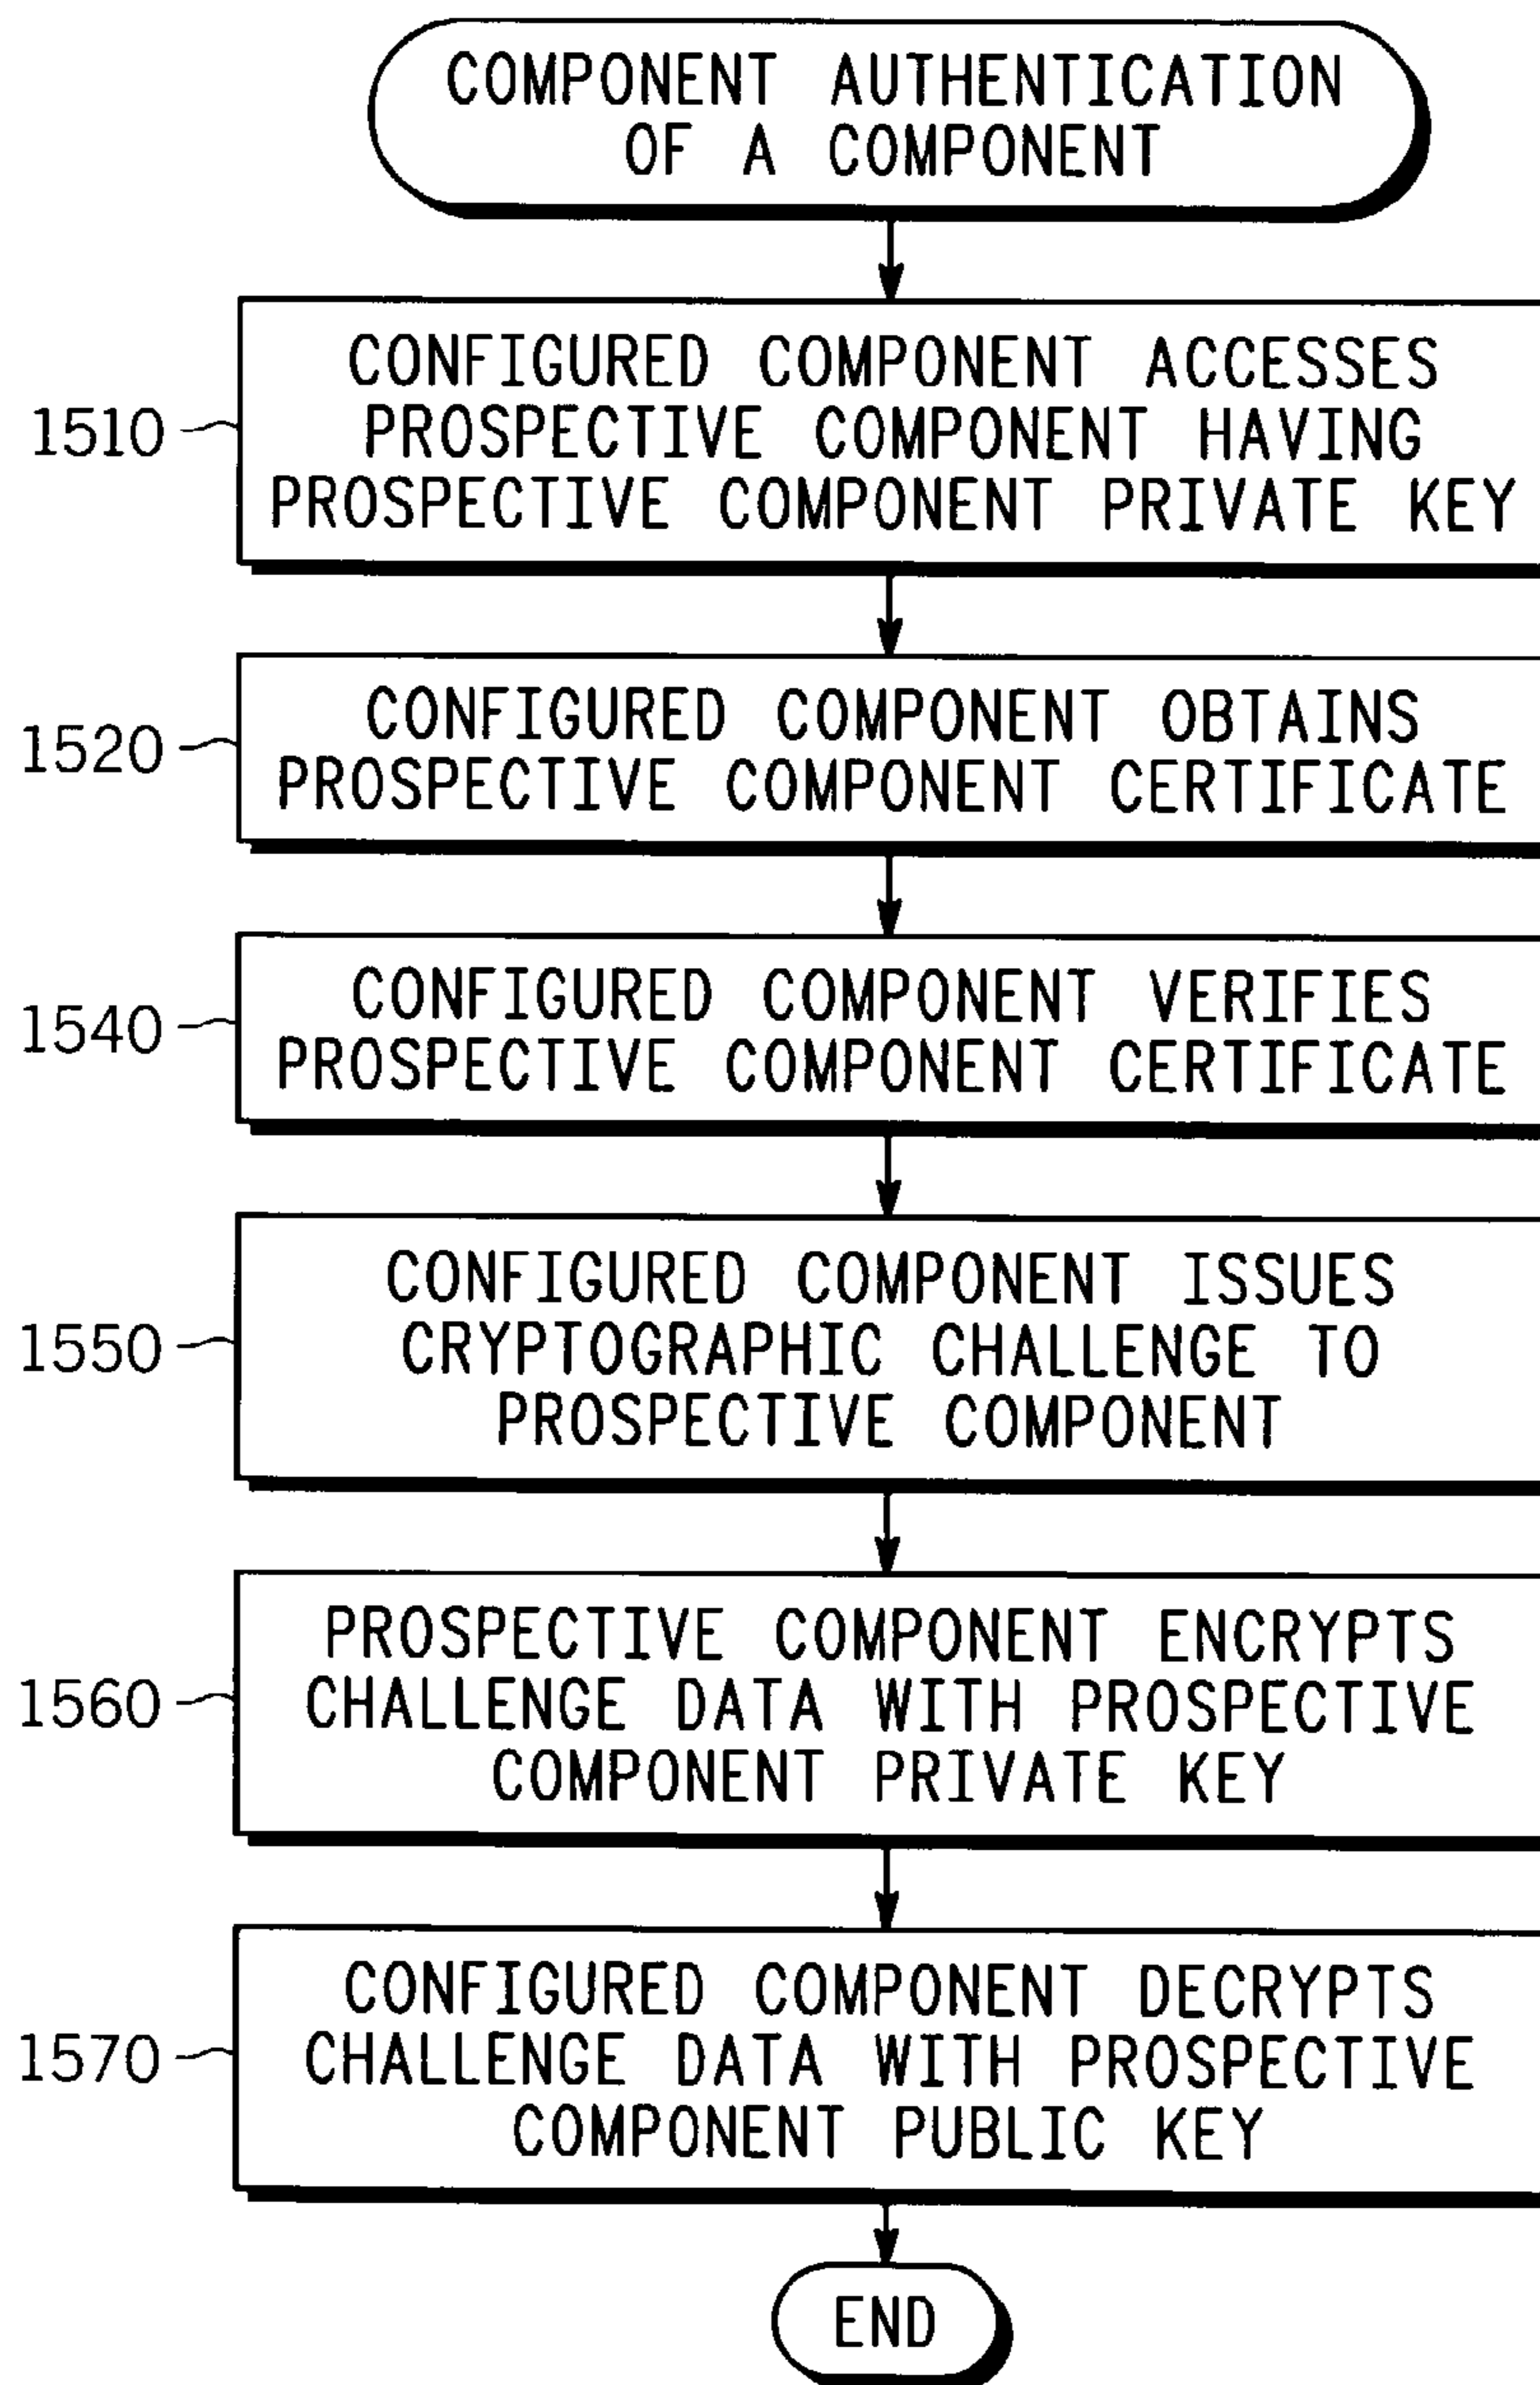 COMPONENT AUTHENTICATION
OF A COMPONENT
1510
CONFIGURED COMPONENT ACCESSES
PROSPECTIVE COMPONENT HAVING
PROSPECTIVE COMPONENT PRIVATE KEY
1520
CONFIGURED COMPONENT OBTAINS
PROSPECTIVE COMPONENT CERTIFICATE
1540
CONFIGURED COMPONENT VERIFIES
PROSPECTIVE COMPONENT CERTIFICATE
1550
CONFIGURED COMPONENT ISSUES
CRYPTOGRAPHIC CHALLENGE TO
PROSPECTIVE COMPONENT
1560
PROSPECTIVE COMPONENT ENCRYPTS
CHALLENGE DATA WITH PROSPECTIVE
COMPONENT PRIVATE KEY
1570
CONFIGURED COMPONENT DECRYPTS
CHALLENGE DATA WITH PROSPECTIVE
COMPONENT PUBLIC KEY
END